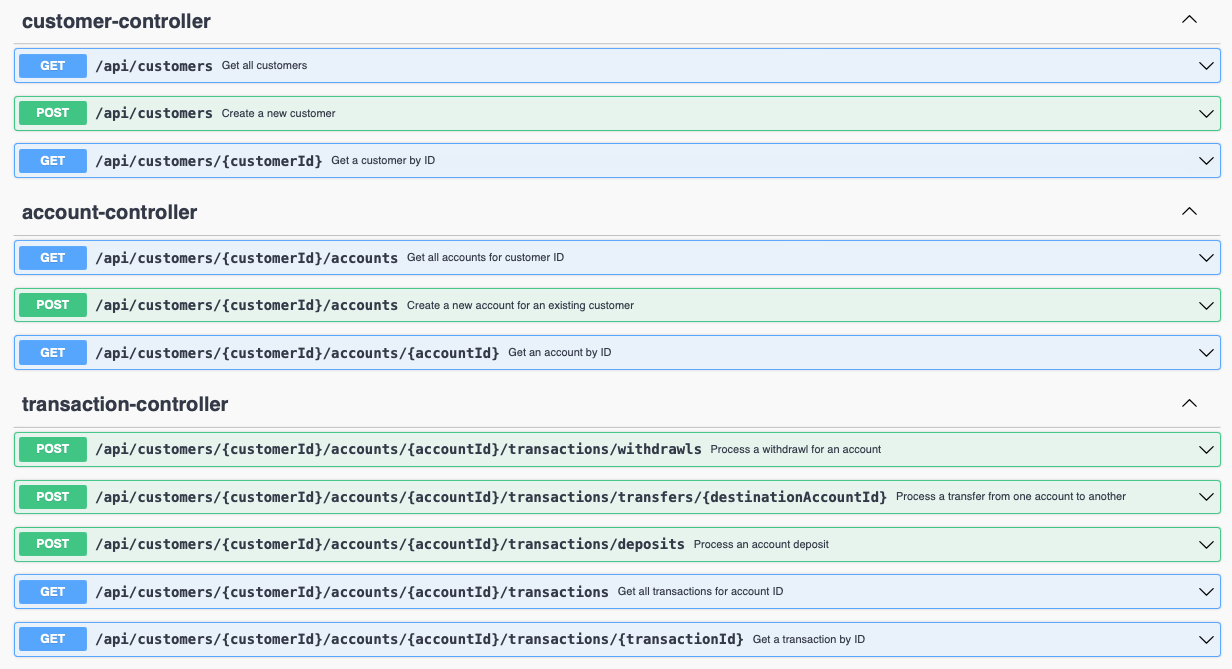 customer-controller
GET /api/customers Get all customers
POST /api/customers Create a new customer
GET /api/customers/{customerId} Get a customer by ID
account-controller
GET /api/customers/{customerId}/accounts Get all accounts for customer ID
POST /api/customers/{customerId}/accounts Create a new account for an existing customer
GET /api/customers/{customerId}/accounts/{accountId} Get an account by ID
transaction-controller
POST /api/customers/{customerId}/accounts/{accountId}/transactions/withdrawls Process a withdrawl for an account
POST /api/customers/{customerId}/accounts/{accountId}/transactions/transfers/{destinationAccountId} Process a transfer from one account to another
POST /api/customers/{customerId}/accounts/{accountId}/transactions/deposits Process an account deposit
GET /api/customers/{customerId}/accounts/{accountId}/transactions Get all transactions for account ID
GET /api/customers/{customerId}/accounts/{accountId}/transactions/{transactionId} Get a transaction by ID